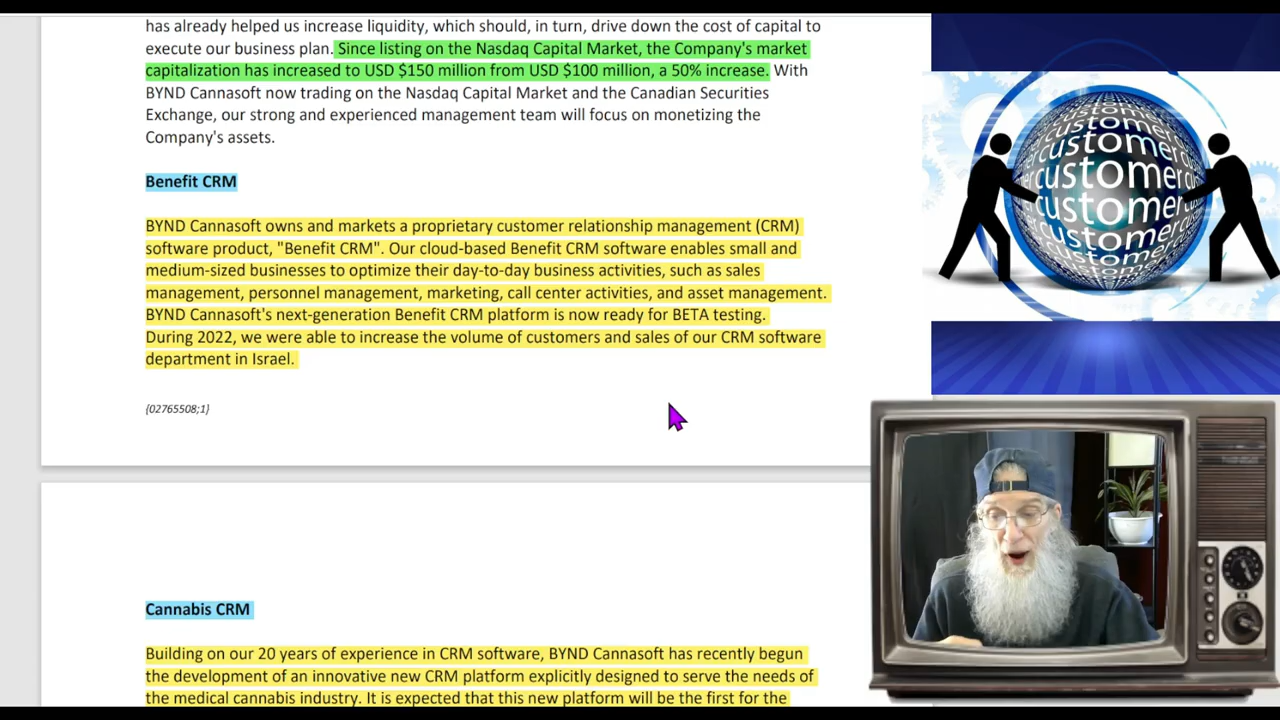 has already helped us increase liquidity, which should, in turn, drive down the cost of capital to
execute our business plan. Since listing on the Nasdaq Capital Market, the Company's market
capitalization has increased to USD $150 million from USD $100 million, a 50% increase. With
BYND Cannasoft now trading on the Nasdaq Capital Market and the Canadian Securities
Exchange, our strong and experienced management team will focus on monetizing the
Company's assets.
Benefit CRM
BYND Cannasoft owns and markets a proprietary customer relationship management (CRM)
software product, "Benefit CRM". Our cloud-based Benefit CRM software enables small and
medium-sized businesses to optimize their day-to-day business activities, such as sales
management, personnel management, marketing, call center activities, and asset management.
BYND Cannasoft's next-generation Benefit CRM platform is now ready for BETA testing.
During 2022, we were able to increase the volume of customers and sales of our CRM software
department in Israel.
{02765508;1}
Cannabis CRM
Building on our 20 years of experience in CRM software, BYND Cannasoft has recently begun
the development of an innovative new CRM platform explicitly designed to serve the needs of
the medical cannabis industry. It is expected that this new platform will be the first for the
customer
customer
customer
customer
customer
customer